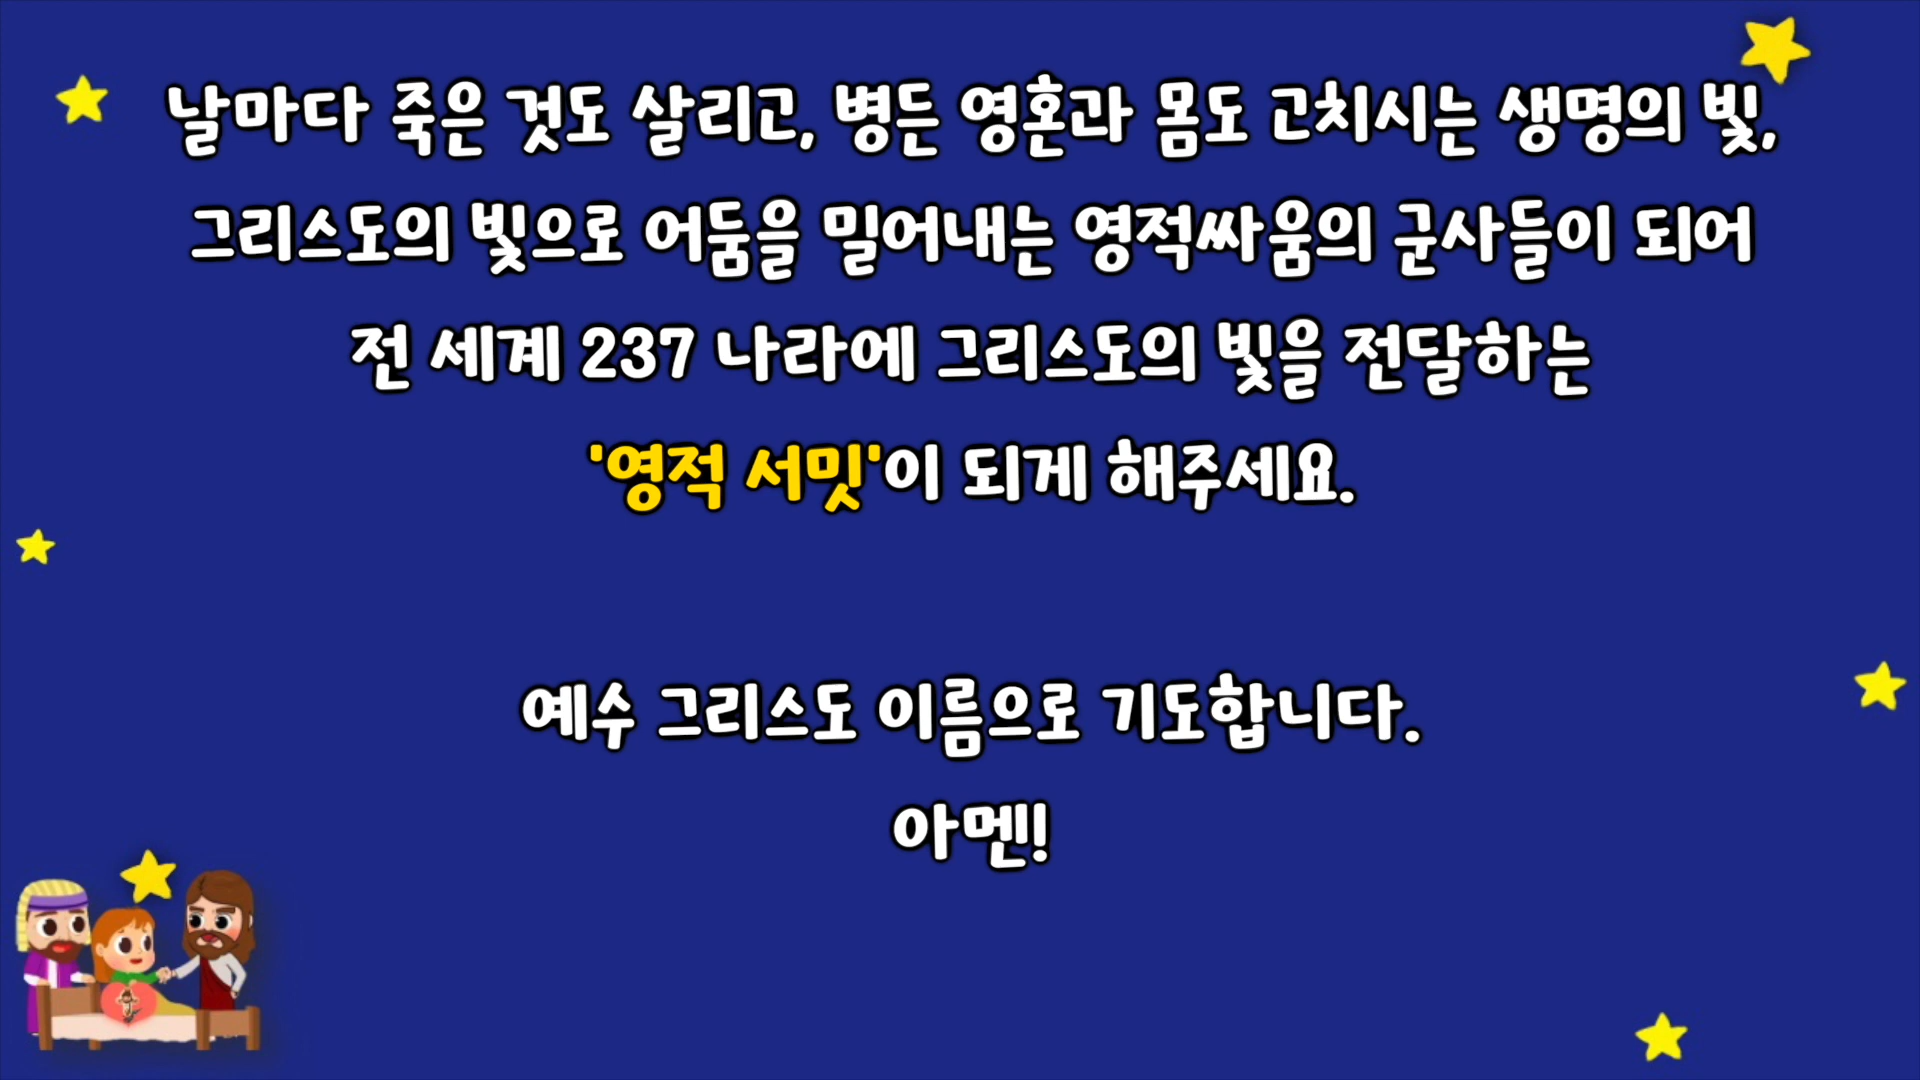 날마다 죽은 것도 살리고, 병든 영혼과 몸도 고치시는 생명의 빛,
그리스도의 빛으로 어둠을 밀어내는 영적싸움의 군사들이 되어
전 세계 237 나라에 그리스도의 빛을 전달하는
'영적 서밋'이 되게 해주세요.
예수 그리스도 이름으로 기도합니다.
아멘!